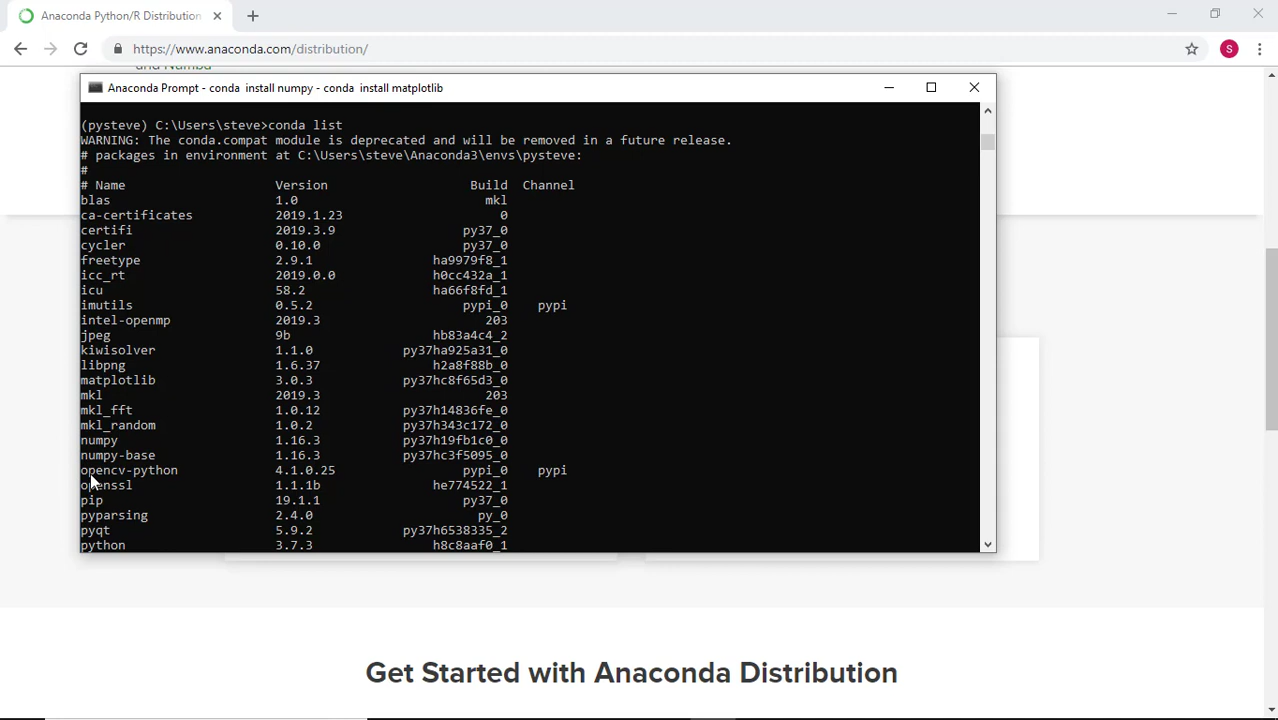 Anaconda Python/R Distribution
https://www.anaconda.com/distribution/
S
Anaconda Prompt - conda  install numpy - conda  install matplotlib
(pysteve) C:\Users\steve>conda list
WARNING: The conda.compat module is deprecated and will be removed in a future release.
# packages in environment at C:\Users\steve\Anaconda3\envs\pysteve:
#
# Name Version Build Channel
blas 1.0 mkl
ca-certificates 2019.1.23 0
certifi 2019.3.9 py37_0
cycler 0.10.0 py37_0
freetype 2.9.1 ha9979f8_1
icc_rt 2019.0.0 h0cc432a_1
icu 58.2 ha66f8fd_1
imutils 0.5.2 pypi_0 pypi
intel-openmp 2019.3 203
jpeg 9b hb83a4c4_2
kiwisolver 1.1.0 py37ha925a31_0
libpng 1.6.37 h2a8f88b_0
matplotlib 3.0.3 py37hc8f65d3_0
mkl 2019.3 203
mkl_fft 1.0.12 py37h14836fe_0
mkl_random 1.0.2 py37h343c172_0
numpy 1.16.3 py37h19fb1c0_0
numpy-base 1.16.3 py37hc3f5095_0
opencv-python 4.1.0.25 pypi_0 pypi
openssl 1.1.1b he774522_1
pip 19.1.1 py37_0
pyparsing 2.4.0 py_0
pyqt 5.9.2 py37h6538335_2
python 3.7.3 h8c8aaf0_1
Get Started with Anaconda Distribution